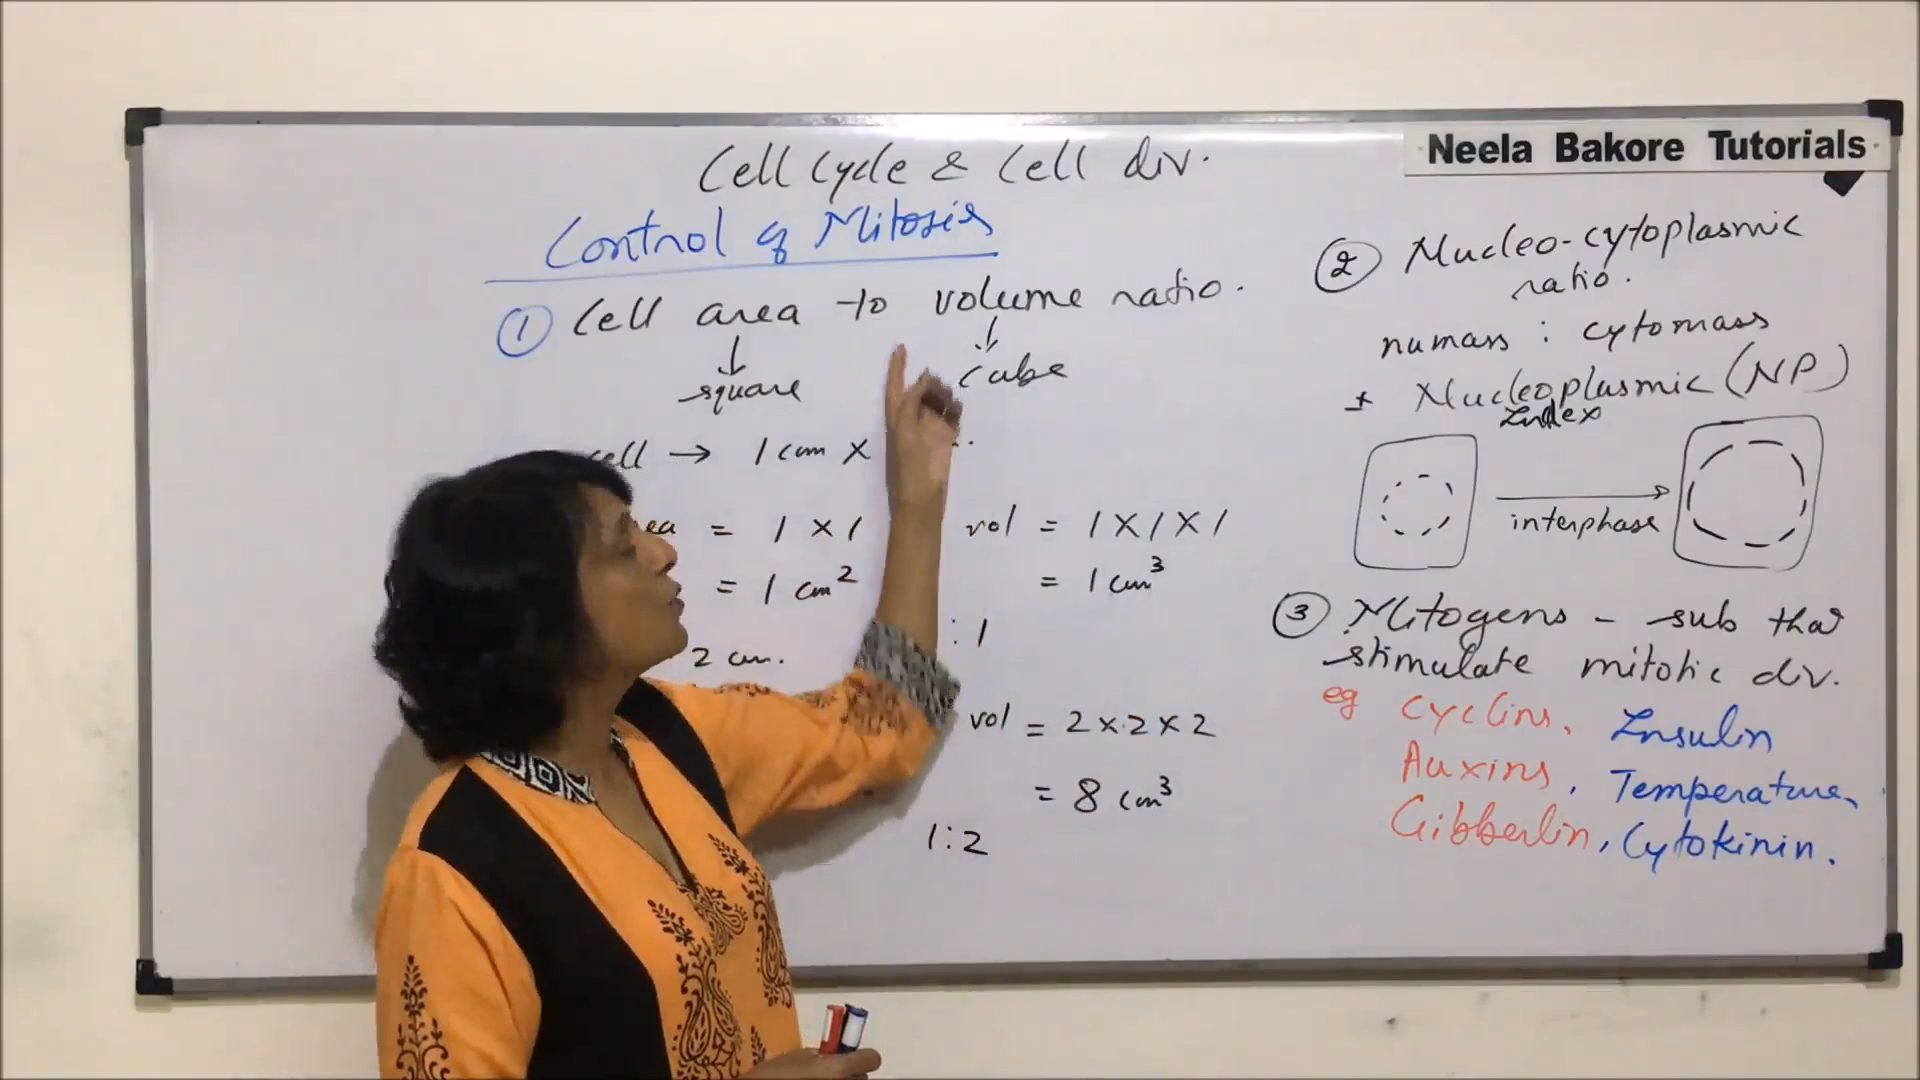 Neela Bakore Tutorials
Cell Cycle & Cell div.
Control of Mitosis
① Cell area to volume ratio.
square
cube
cell → 1 cm X
= 1 X 1
= 1 cm²
vol = 1 X 1 X 1
= 1 cm³
: 1
2 cm.
vol = 2 x 2 x 2
= 8 cm³
1:2
② Nucleo-cytoplasmic
ratio.
numass : cytomass
Nucleoplasmic (NP)
Index
interphase
③ Mitogens - sub that
stimulate mitotic div.
eg Cyclins, Insulin
Auxins, Temperature,
Gibberlin, Cytokinin.